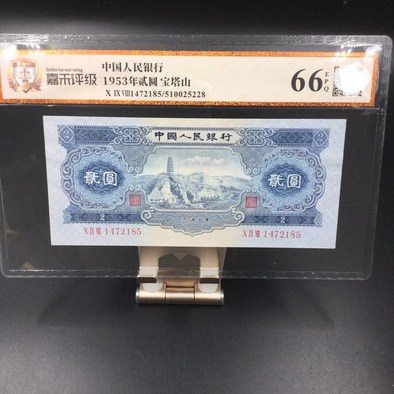 嘉禾评级
中国人民银行
1953年贰圆 宝塔山
X IX VIII 1472185/510025228
66
EPQ
中國人民銀行
貳圓
貳圓
2
2
X IX VIII 1472185
X IX VIII 1472185